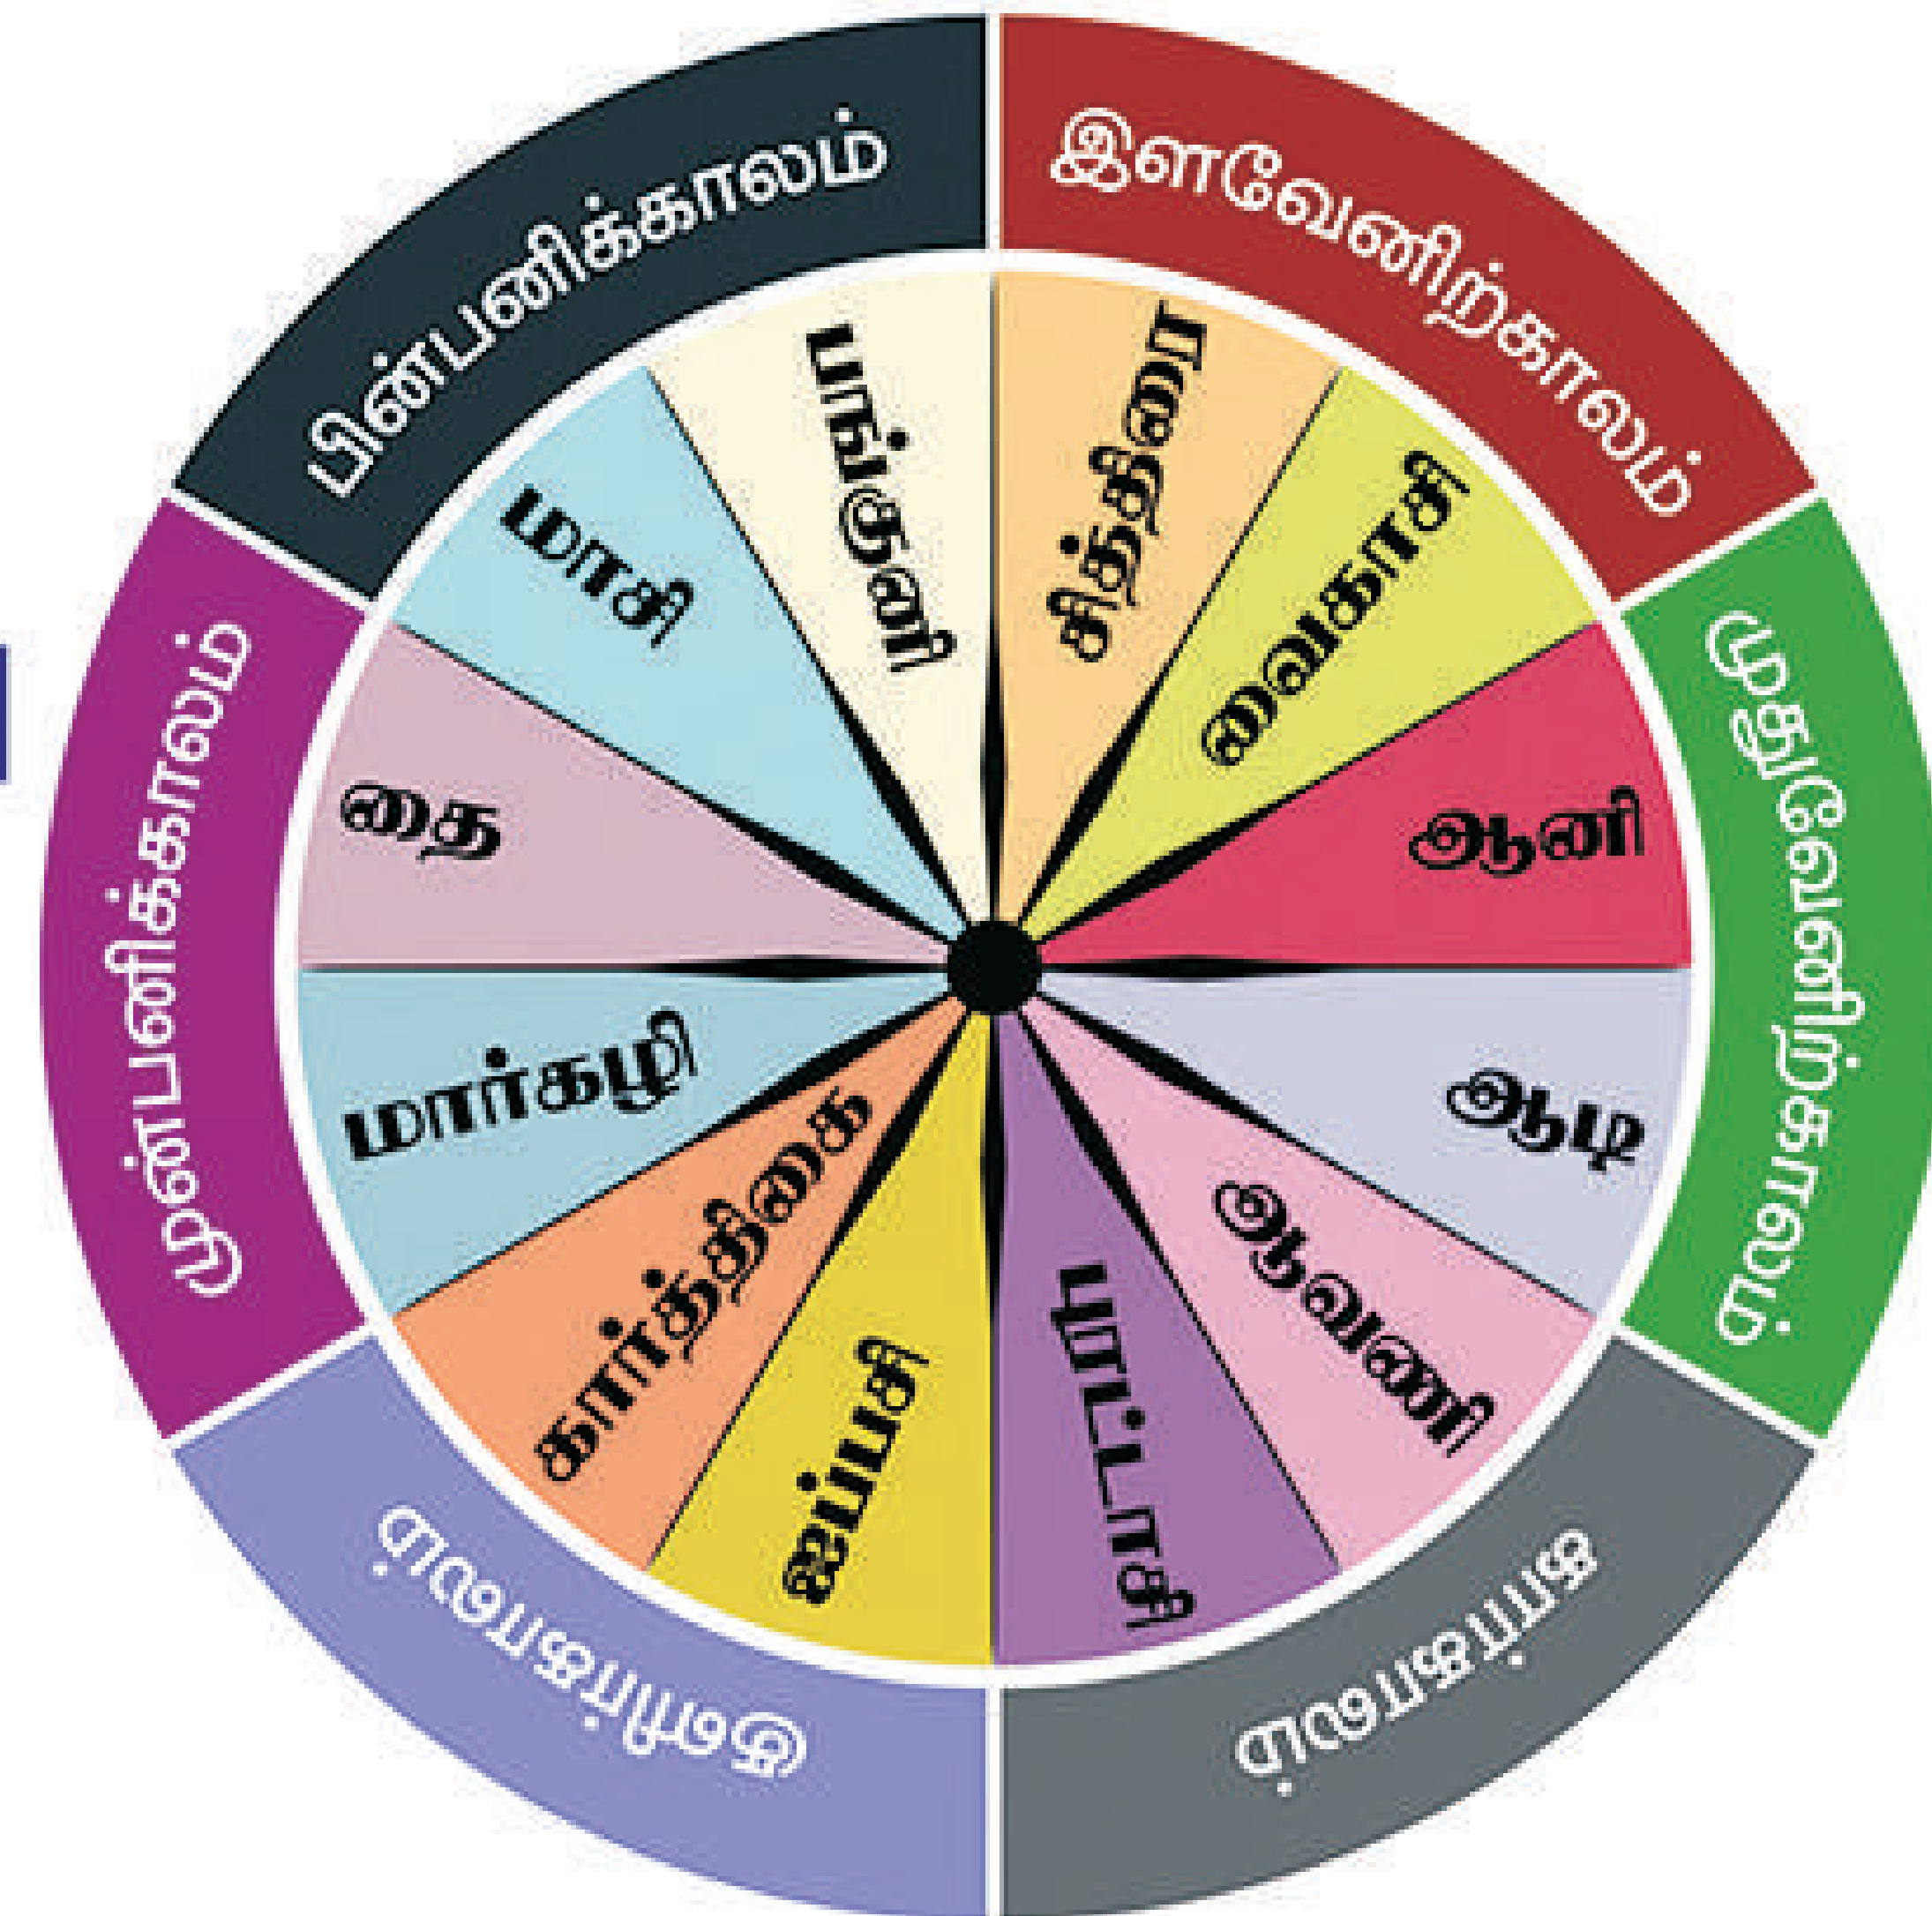 இளவேனிற்காலம்
முதுவேனிற்காலம்
கார்காலம்
குளிர்காலம்
முன்பனிக்காலம்
பின்பனிக்காலம்
சித்திரை
வைகாசி
ஆனி
ஆடி
ஆவணி
புரட்டாசி
ஐப்பசி
கார்த்திகை
மார்கழி
தை
மாசி
பங்குனி